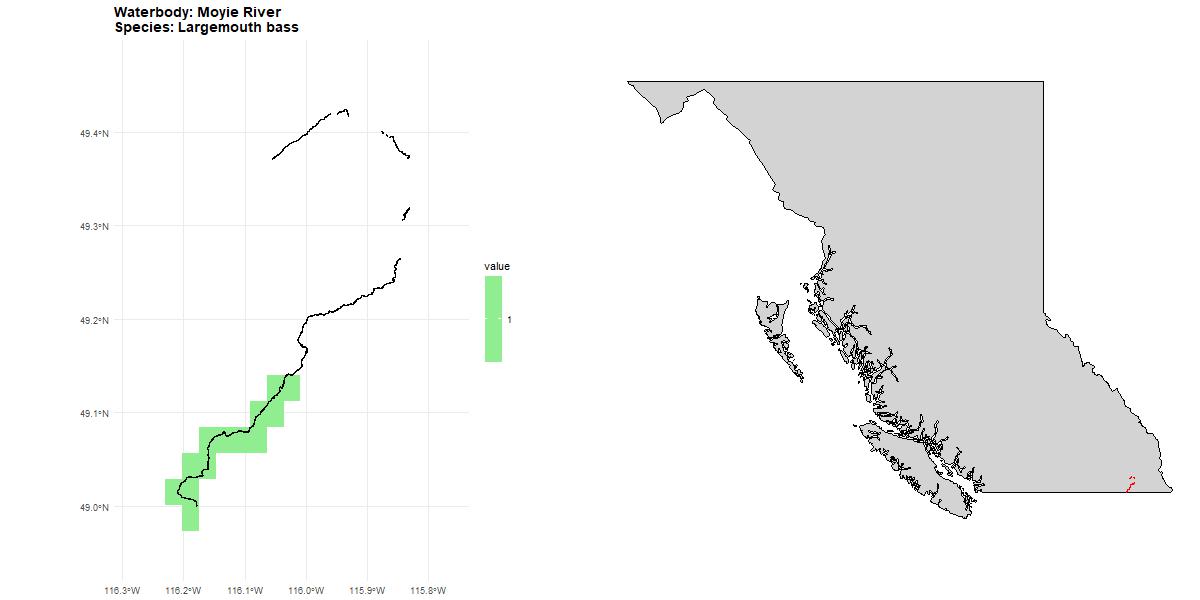 Waterbody: Moyie River
Species: Largemouth bass
49.4°N
49.3°N
49.2°N
49.1°N
49.0°N
116.3°W
116.2°W
116.1°W
116.0°W
115.9°W
115.8°W
value
1